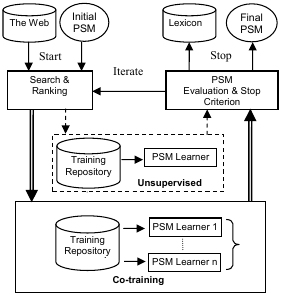 The Web
Initial
PSM
Lexicon
Final
PSM
Start
Stop
Iterate
Search &
Ranking
PSM
Evaluation & Stop
Criterion
Training
Repository
PSM Learner
Unsupervised
Training
Repository
PSM Learner 1
PSM Learner n
Co-training